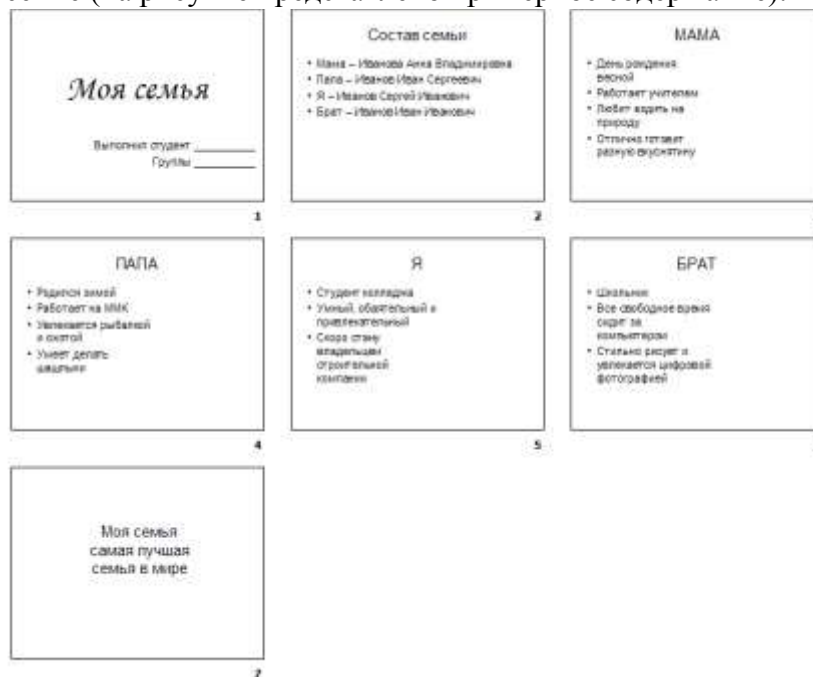 Моя семья
Выполнил студент __________
Группы __________
1
Состав семьи
• Мама – Иванова Анна Владимировна
• Папа – Иванов Иван Сергеевич
• Я – Иванов Сергей Иванович
• Брат – Иванов Иван Иванович
2
МАМА
• День рождения
весной
• Работает учителем
• Любит ездить на
природу
• Отлично готовит
разную вкуснятину
ПАПА
• Родился зимой
• Работает на ММК
• Увлекается рыбалкой
и охотой
• Умеет делать
шашлыки
4
Я
• Студент колледжа
• Умный, обаятельный и
привлекательный
• Скоро стану
владельцем
строительной
компании
5
БРАТ
• Школьник
• Все свободное время
сидит за
компьютером
• Стильно рисует и
увлекается цифровой
фотографией
Моя семья
самая лучшая
семья в мире
7